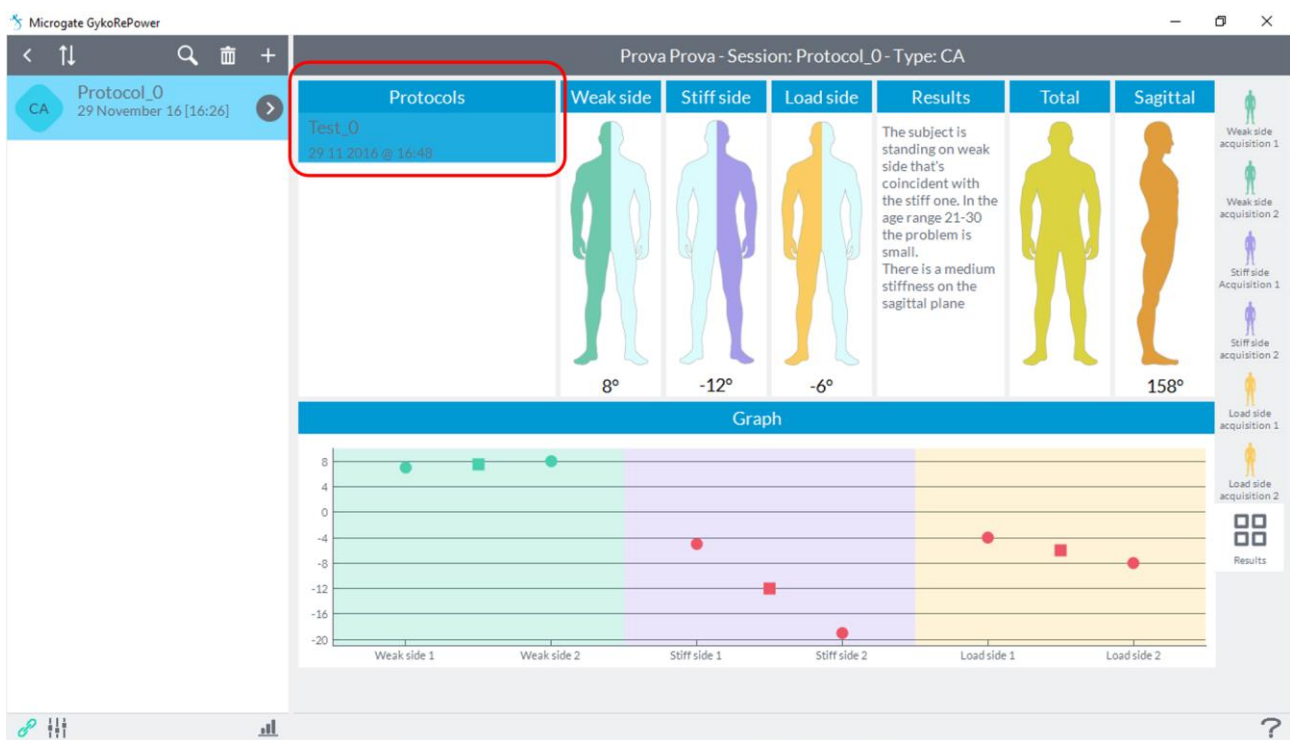 Microgate GykoRePower
Prova Prova - Session: Protocol_0 - Type: CA
CA
Protocol_0
29 November 16 [16:26]
Protocols
Test_0
29 11 2016 @ 16:48
Weak side
8°
Stiff side
-12°
Load side
-6°
Results
The subject is
standing on weak
side that's
coincident with
the stiff one. In the
age range 21-30
the problem is
small.
There is a medium
stiffness on the
sagittal plane
Total
Sagittal
158°
Weak side
acquisition 1
Weak side
acquisition 2
Stiff side
Acquisition 1
Stiff side
acquisition 2
Load side
acquisition 1
Load side
acquisition 2
Results
Graph
8
4
0
-4
-8
-12
-16
-20
Weak side 1
Weak side 2
Stiff side 1
Stiff side 2
Load side 1
Load side 2
?